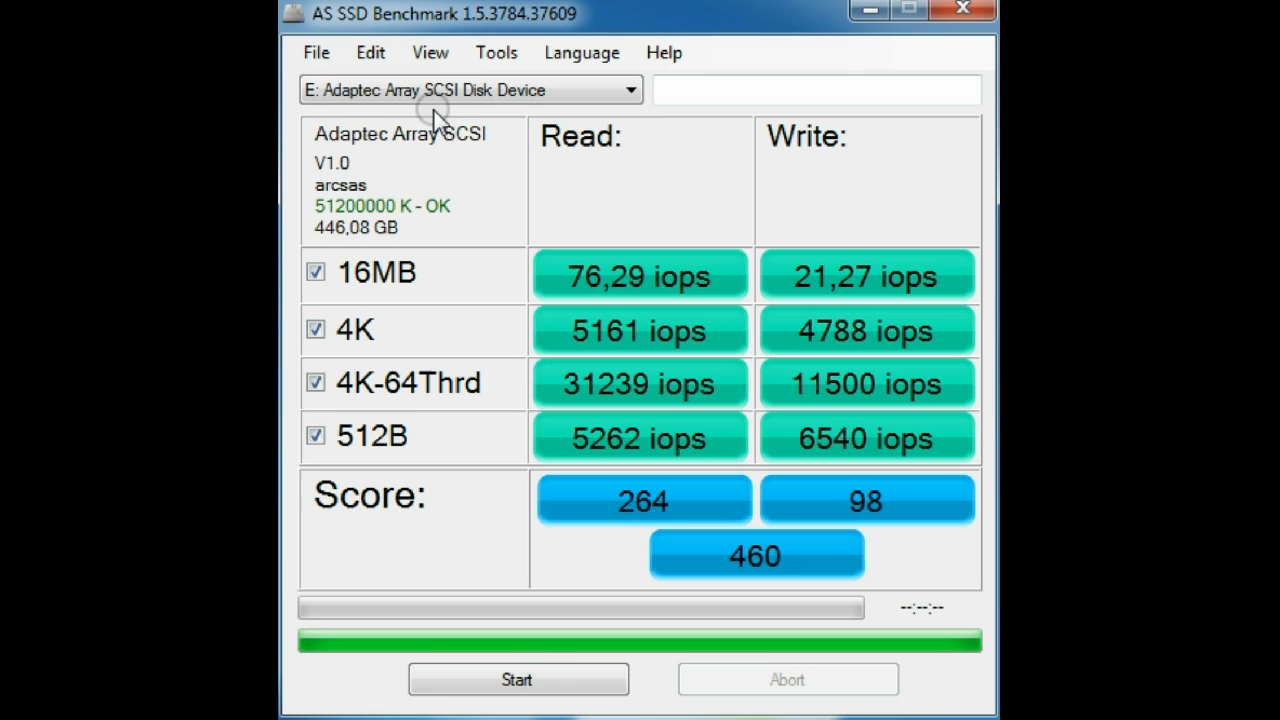 AS SSD Benchmark 1.5.3784.37609
File Edit View Tools Language Help
E: Adaptec Array SCSI Disk Device
Adaptec Array SCSI
V1.0
arcsas
51200000 K - OK
446,08 GB
Read: Write:
16MB 76,29 iops 21,27 iops
4K 5161 iops 4788 iops
4K-64Thrd 31239 iops 11500 iops
512B 5262 iops 6540 iops
Score: 264 98
460
--:--:--
Start Abort